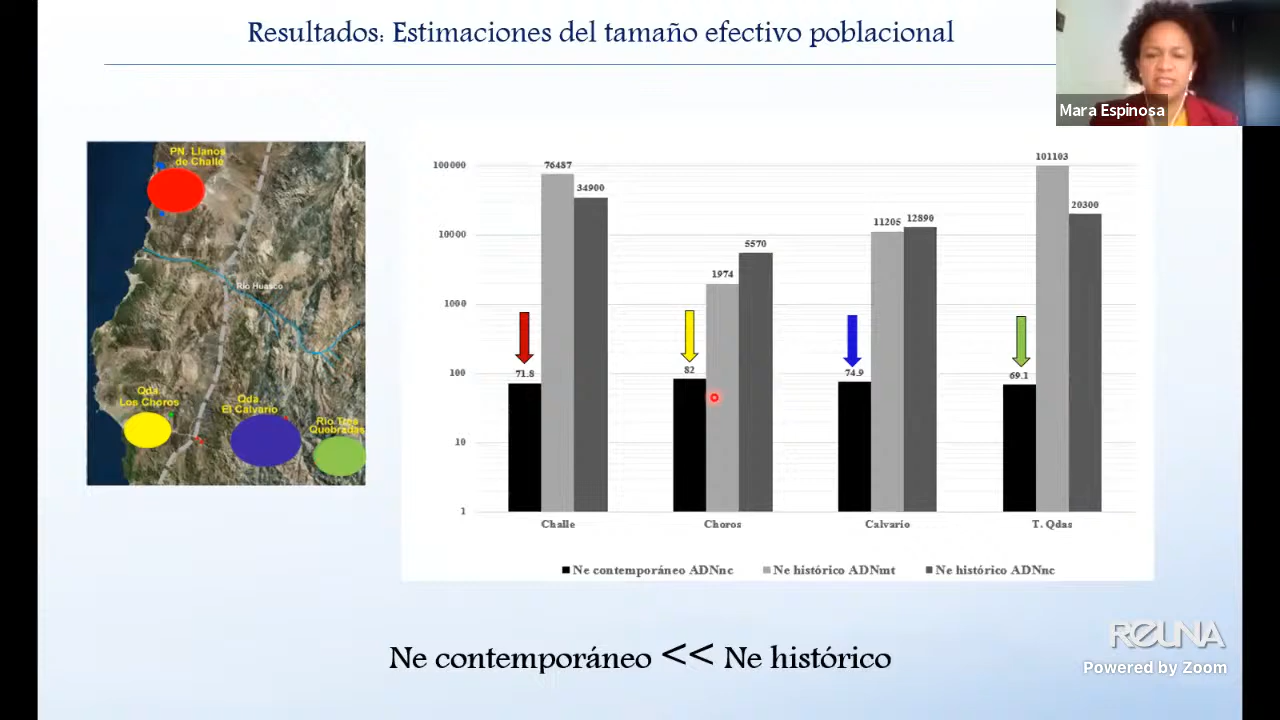 Resultados: Estimaciones del tamaño efectivo poblacional
Mara Espinosa
PN. Llanos
de Challe
Río Huasco
Qda.
Los Choros
Qda.
El Calvario
Río Tres
Quebradas
100000
10000
1000
100
10
1
71.8
76487
34900
82
1974
5570
74.9
11205
12890
69.1
101103
20300
Challe
Choros
Calvario
T. Qdas
Ne contemporáneo ADNnc
Ne histórico ADNmt
Ne histórico ADNnc
Ne contemporáneo << Ne histórico
REUNA
Powered by Zoom